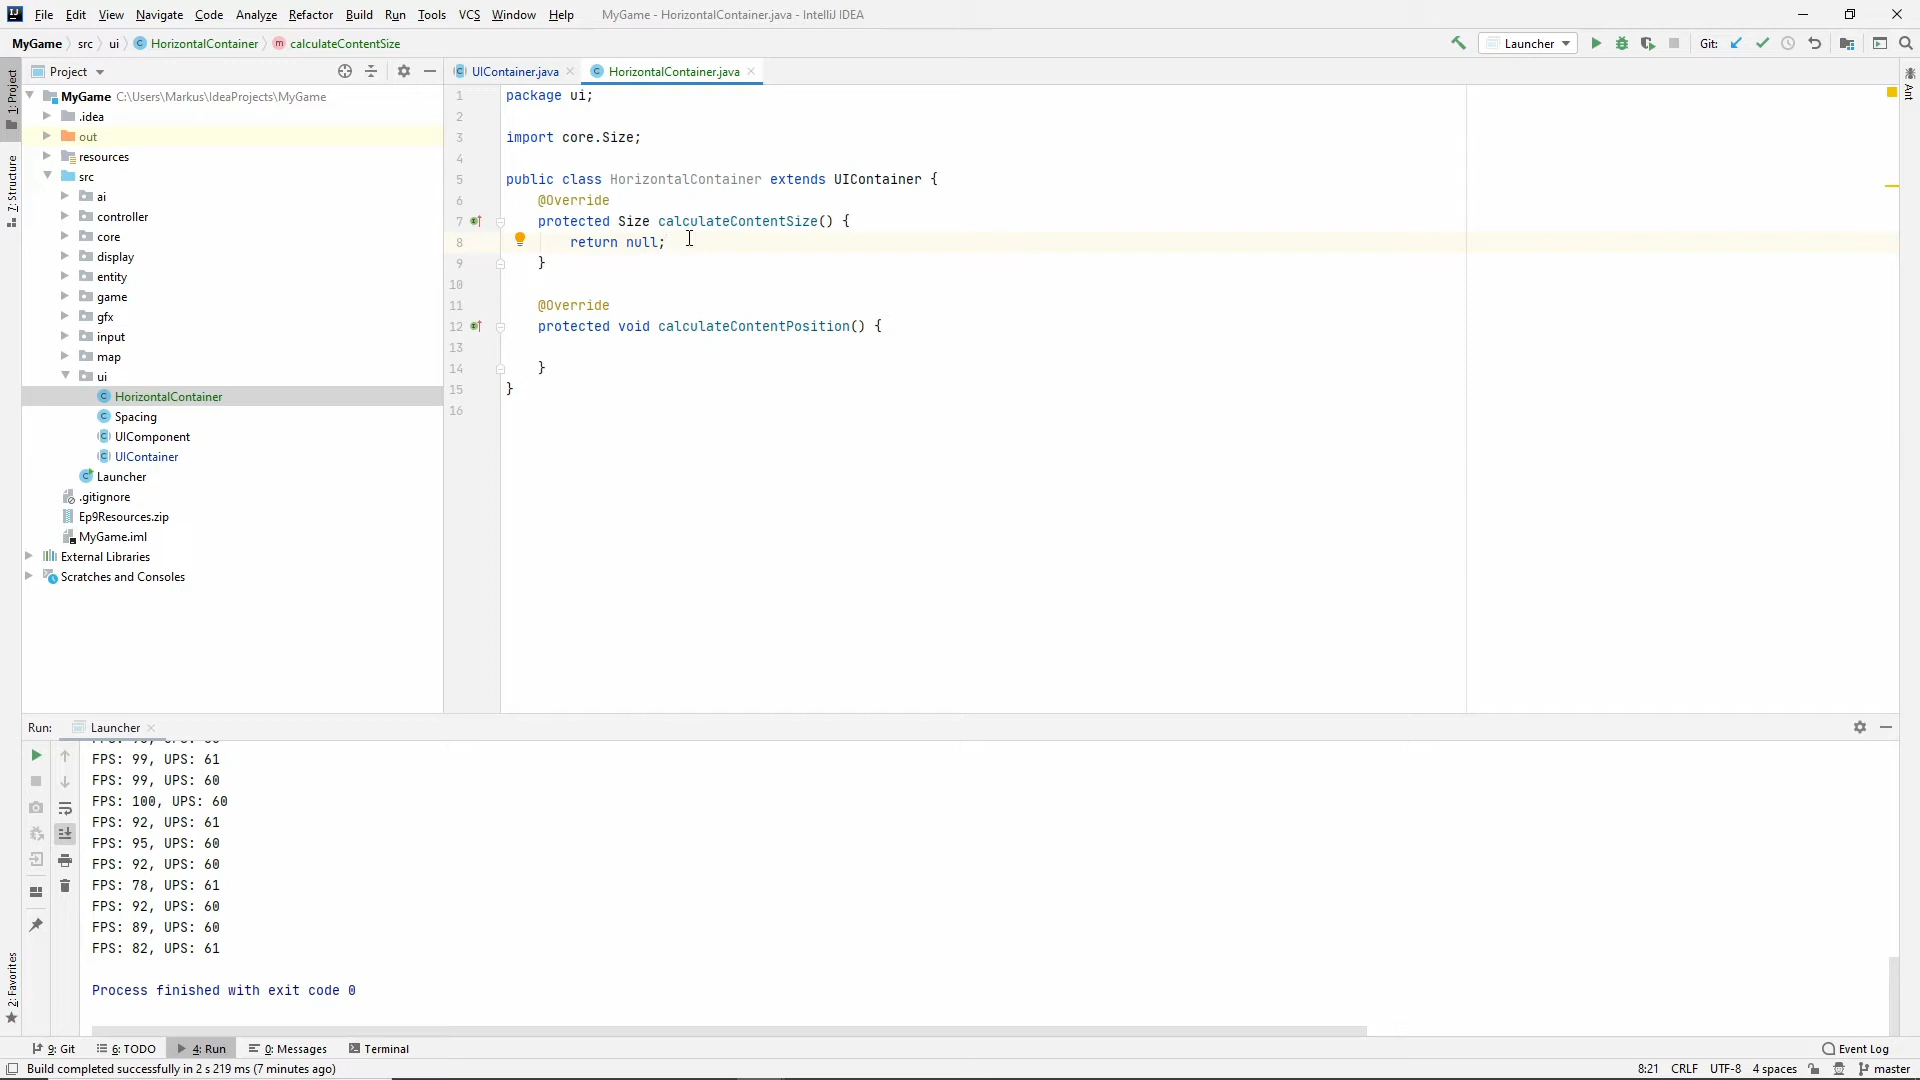 File Edit View Navigate Code Analyze Refactor Build Run Tools VCS Window Help MyGame - HorizontalContainer.java - IntelliJ IDEA
MyGame src ui HorizontalContainer calculateContentSize
Launcher Git:
Project
UIContainer.java HorizontalContainer.java
1: Project
7: Structure
2: Favorites
Ant
MyGame C:\Users\Markus\IdeaProjects\MyGame
.idea
out
resources
src
ai
controller
core
display
entity
game
gfx
input
map
ui
HorizontalContainer
Spacing
UIComponent
UIContainer
Launcher
.gitignore
Ep9Resources.zip
MyGame.iml
External Libraries
Scratches and Consoles
1 package ui;
2
3 import core.Size;
4
5 public class HorizontalContainer extends UIContainer {
6 @Override
7 protected Size calculateContentSize() {
8 return null;
9 }
10
11 @Override
12 protected void calculateContentPosition() {
13
14 }
15 }
16
Run: Launcher
FPS: 99, UPS: 61
FPS: 99, UPS: 60
FPS: 100, UPS: 60
FPS: 92, UPS: 61
FPS: 95, UPS: 60
FPS: 92, UPS: 60
FPS: 78, UPS: 61
FPS: 92, UPS: 60
FPS: 89, UPS: 60
FPS: 82, UPS: 61
Process finished with exit code 0
9: Git 6: TODO 4: Run 0: Messages Terminal Event Log
Build completed successfully in 2 s 219 ms (7 minutes ago) 8:21 CRLF UTF-8 4 spaces master